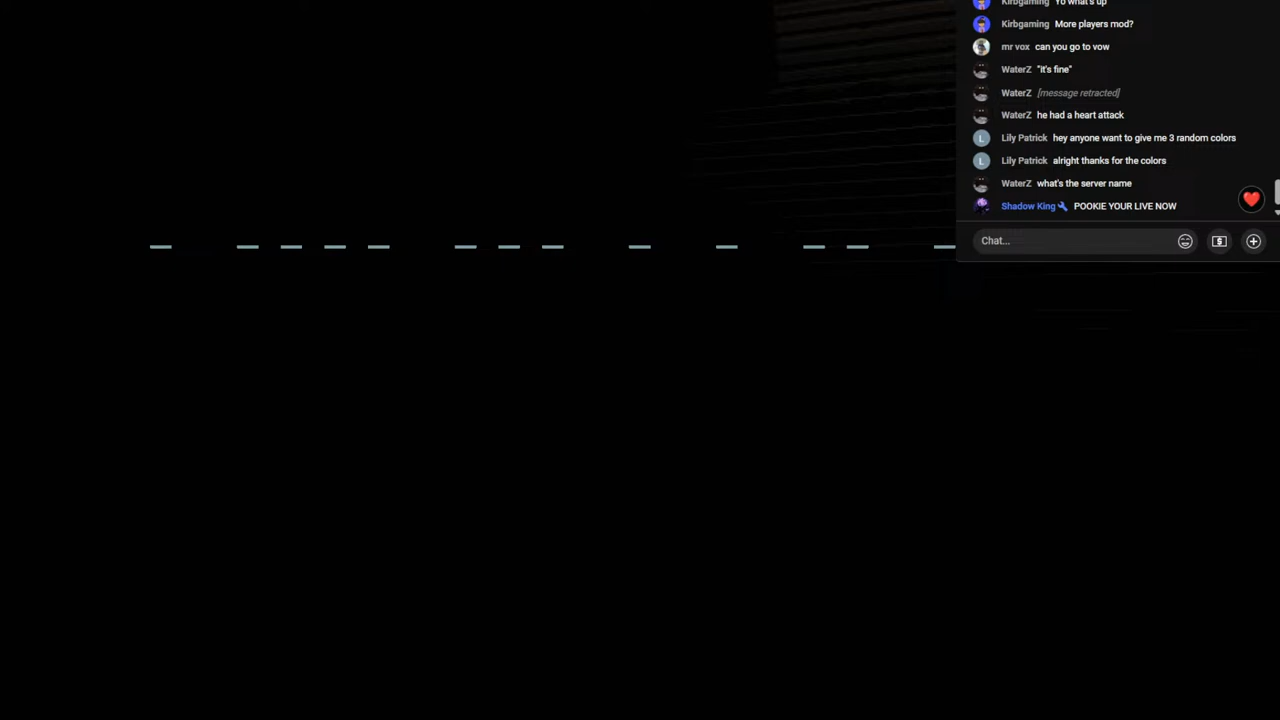 Kirbgaming Yo what's up
Kirbgaming More players mod?
mr vox can you go to vow
WaterZ "it's fine"
WaterZ [message retracted]
WaterZ he had a heart attack
L Lily Patrick hey anyone want to give me 3 random colors
L Lily Patrick alright thanks for the colors
WaterZ what's the server name
Shadow King POOKIE YOUR LIVE NOW
Chat...